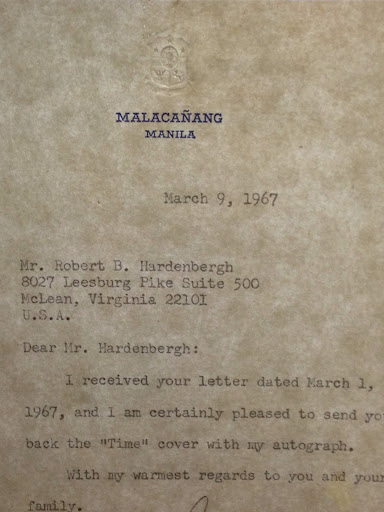 MALACAÑANG
MANILA
March 9, 1967
Mr. Robert B. Hardenbergh
8027 Leesburg Pike Suite 500
McLean, Virginia 22101
U.S.A.
Dear Mr. Hardenbergh:
I received your letter dated March 1,
1967, and I am certainly pleased to send you
back the "Time" cover with my autograph.
With my warmest regards to you and your
family.